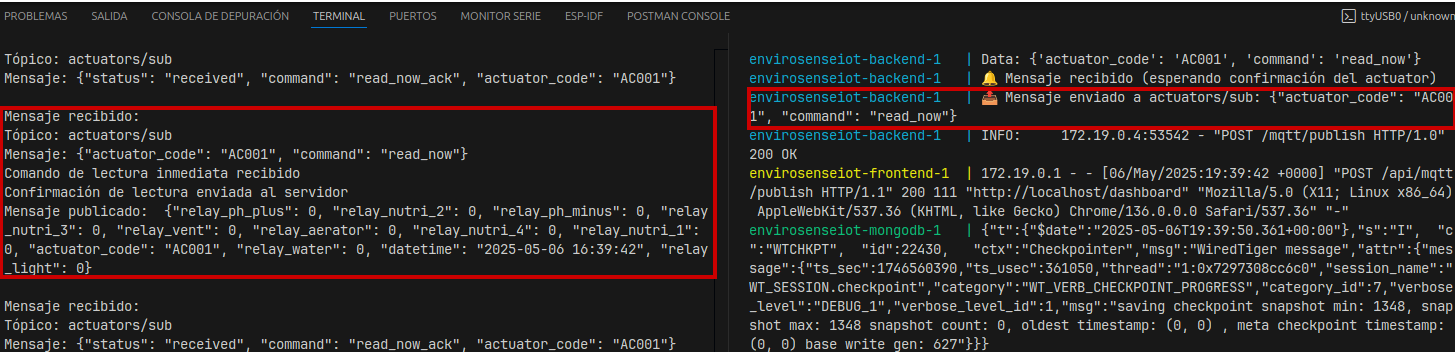 PROBLEMAS SALIDA CONSOLA DE DEPURACIÓN TERMINAL PUERTOS MONITOR SERIE ESP-IDF POSTMAN CONSOLE ttyUSB0 / unknown
Tópico: actuators/sub
Mensaje: {"status": "received", "command": "read_now_ack", "actuator_code": "AC001"}
Mensaje recibido:
Tópico: actuators/sub
Mensaje: {"actuator_code": "AC001", "command": "read_now"}
Comando de lectura inmediata recibido
Confirmación de lectura enviada al servidor
Mensaje publicado:  {"relay_ph_plus": 0, "relay_nutri_2": 0, "relay_ph_minus": 0, "relay
_nutri_3": 0, "relay_vent": 0, "relay_aerator": 0, "relay_nutri_4": 0, "relay_nutri_1":
0, "actuator_code": "AC001", "relay_water": 0, "datetime": "2025-05-06 16:39:42", "relay
_light": 0}
Mensaje recibido:
Tópico: actuators/sub
Mensaje: {"status": "received", "command": "read_now_ack", "actuator_code": "AC001"}
envirosenseiot-backend-1   | Data: {'actuator_code': 'AC001', 'command': 'read_now'}
envirosenseiot-backend-1   | 🔔 Mensaje recibido (esperando confirmación del actuator)
envirosenseiot-backend-1   | 📤 Mensaje enviado a actuators/sub: {"actuator_code": "AC00
1", "command": "read_now"}
envirosenseiot-backend-1   | INFO:     172.19.0.4:53542 - "POST /mqtt/publish HTTP/1.0"
200 OK
envirosenseiot-frontend-1  | 172.19.0.1 - - [06/May/2025:19:39:42 +0000] "POST /api/mqtt
/publish HTTP/1.1" 200 111 "http://localhost/dashboard" "Mozilla/5.0 (X11; Linux x86_64)
AppleWebKit/537.36 (KHTML, like Gecko) Chrome/136.0.0.0 Safari/537.36" "-"
envirosenseiot-mongodb-1   | {"t":{"$date":"2025-05-06T19:39:50.361+00:00"},"s":"I",  "c
":"WTCHKPT",  "id":22430,   "ctx":"Checkpointer","msg":"WiredTiger message","attr":{"mes
sage":{"ts_sec":1746560390,"ts_usec":361050,"thread":"1:0x7297308cc6c0","session_name":"
WT_SESSION.checkpoint","category":"WT_VERB_CHECKPOINT_PROGRESS","category_id":7,"verbose
_level":"DEBUG_1","verbose_level_id":1,"msg":"saving checkpoint snapshot min: 1348, snap
shot max: 1348 snapshot count: 0, oldest timestamp: (0, 0) , meta checkpoint timestamp:
(0, 0) base write gen: 627"}}}